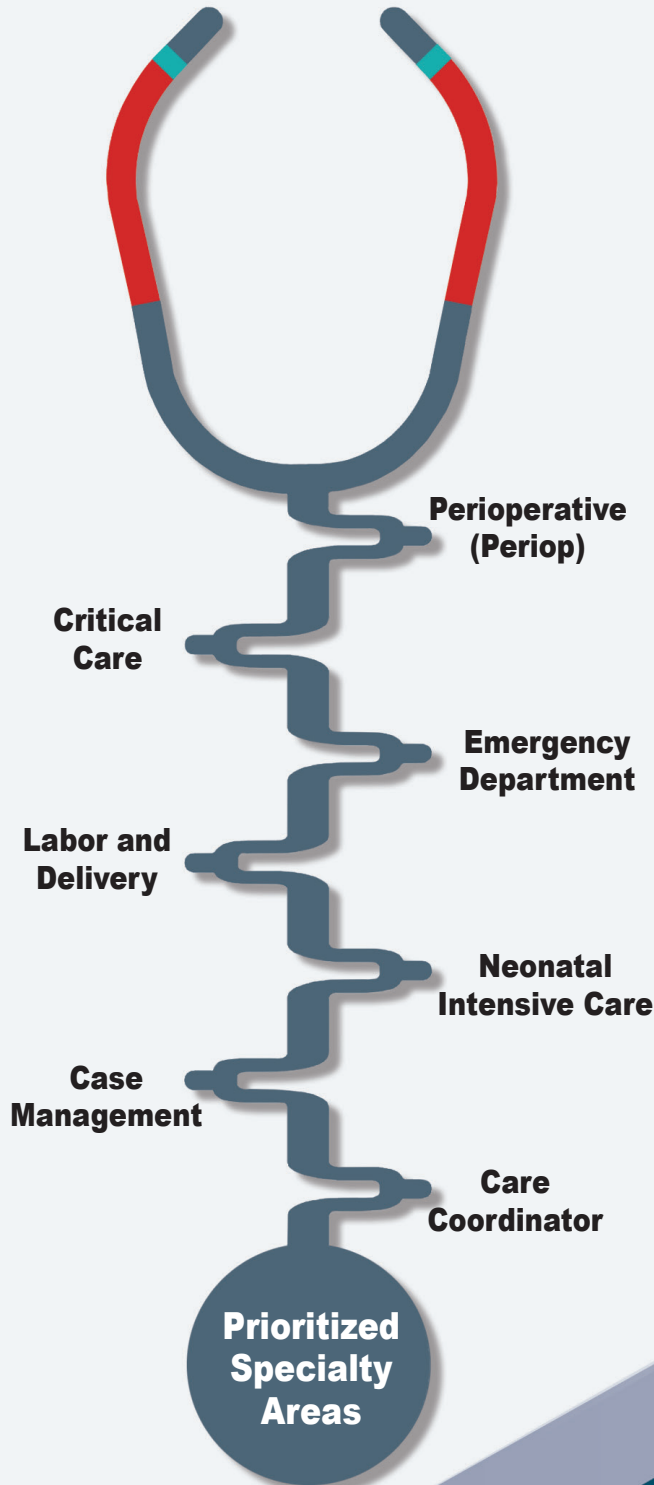 Perioperative
(Periop)
Critical
Care
Emergency
Department
Labor and
Delivery
Neonatal
Intensive Care
Case
Management
Care
Coordinator
Prioritized
Specialty
Areas